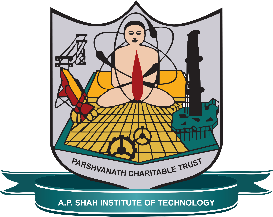 PARSHVANATH CHARITABLE TRUST
A.P. SHAH INSTITUTE OF TECHNOLOGY